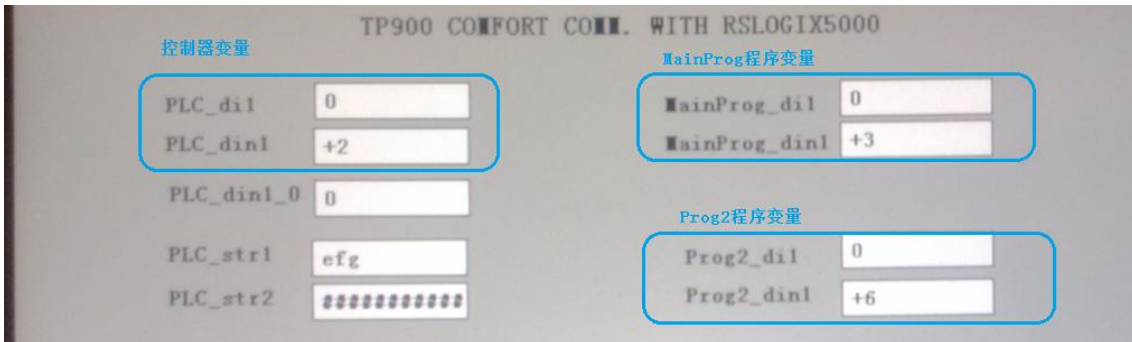 TP900 COMFORT COMM. WITH RSLOGIX5000
控制器变量
PLC_di1 0
PLC_din1 +2
PLC_din1_0 0
PLC_str1 efg
PLC_str2 ###########
MainProg程序变量
MainProg_di1 0
MainProg_din1 +3
Prog2程序变量
Prog2_di1 0
Prog2_din1 +6